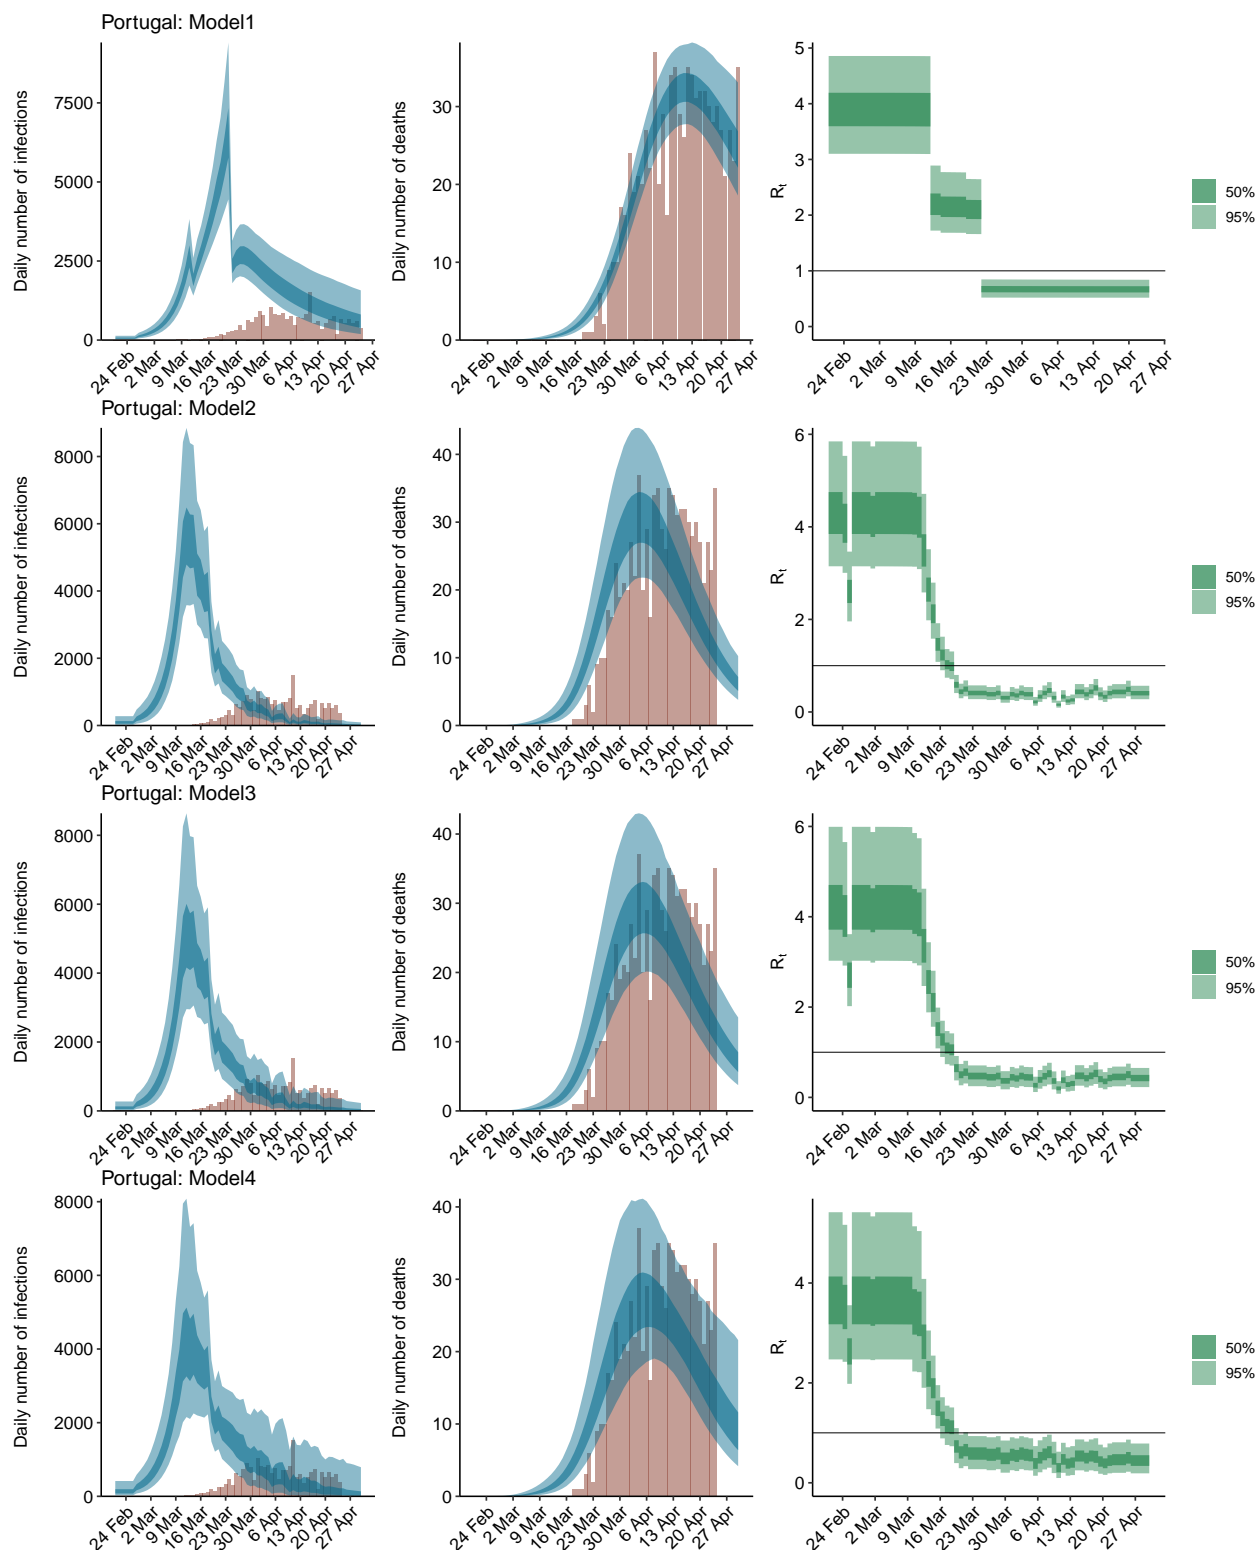 Portugal: Model1
Daily number of infections
7500
5000
2500
0
24 Feb
2 Mar
9 Mar
16 Mar
23 Mar
30 Mar
6 Apr
13 Apr
20 Apr
27 Apr
Daily number of deaths
30
20
10
0
24 Feb
2 Mar
9 Mar
16 Mar
23 Mar
30 Mar
6 Apr
13 Apr
20 Apr
27 Apr
Rt
5
4
3
2
1
0
24 Feb
2 Mar
9 Mar
16 Mar
23 Mar
30 Mar
6 Apr
13 Apr
20 Apr
27 Apr
50%
95%
Portugal: Model2
Daily number of infections
8000
6000
4000
2000
0
24 Feb
2 Mar
9 Mar
16 Mar
23 Mar
30 Mar
6 Apr
13 Apr
20 Apr
27 Apr
Daily number of deaths
40
30
20
10
0
24 Feb
2 Mar
9 Mar
16 Mar
23 Mar
30 Mar
6 Apr
13 Apr
20 Apr
27 Apr
Rt
6
4
2
0
24 Feb
2 Mar
9 Mar
16 Mar
23 Mar
30 Mar
6 Apr
13 Apr
20 Apr
27 Apr
50%
95%
Portugal: Model3
Daily number of infections
8000
6000
4000
2000
0
24 Feb
2 Mar
9 Mar
16 Mar
23 Mar
30 Mar
6 Apr
13 Apr
20 Apr
27 Apr
Daily number of deaths
40
30
20
10
0
24 Feb
2 Mar
9 Mar
16 Mar
23 Mar
30 Mar
6 Apr
13 Apr
20 Apr
27 Apr
Rt
6
4
2
0
24 Feb
2 Mar
9 Mar
16 Mar
23 Mar
30 Mar
6 Apr
13 Apr
20 Apr
27 Apr
50%
95%
Portugal: Model4
Daily number of infections
8000
6000
4000
2000
0
24 Feb
2 Mar
9 Mar
16 Mar
23 Mar
30 Mar
6 Apr
13 Apr
20 Apr
27 Apr
Daily number of deaths
40
30
20
10
0
24 Feb
2 Mar
9 Mar
16 Mar
23 Mar
30 Mar
6 Apr
13 Apr
20 Apr
27 Apr
Rt
4
2
0
24 Feb
2 Mar
9 Mar
16 Mar
23 Mar
30 Mar
6 Apr
13 Apr
20 Apr
27 Apr
50%
95%